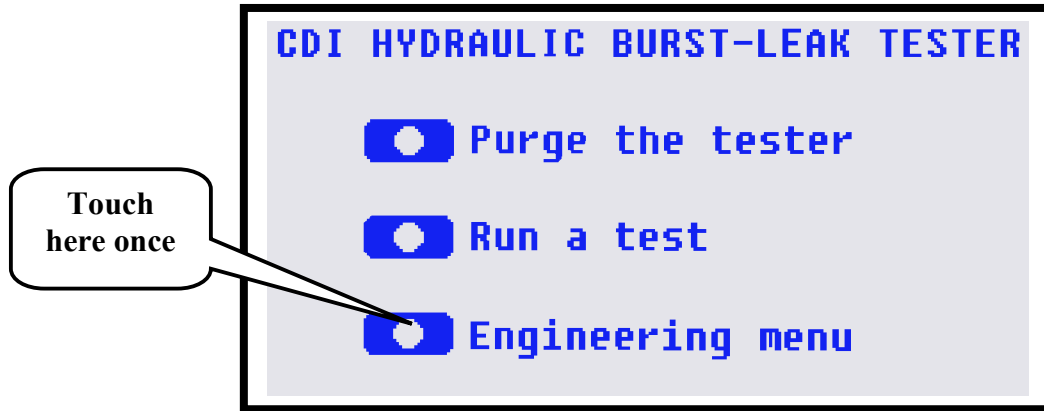 CDI HYDRAULIC BURST-LEAK TESTER
Purge the tester
Touch
here once
Run a test
Engineering menu